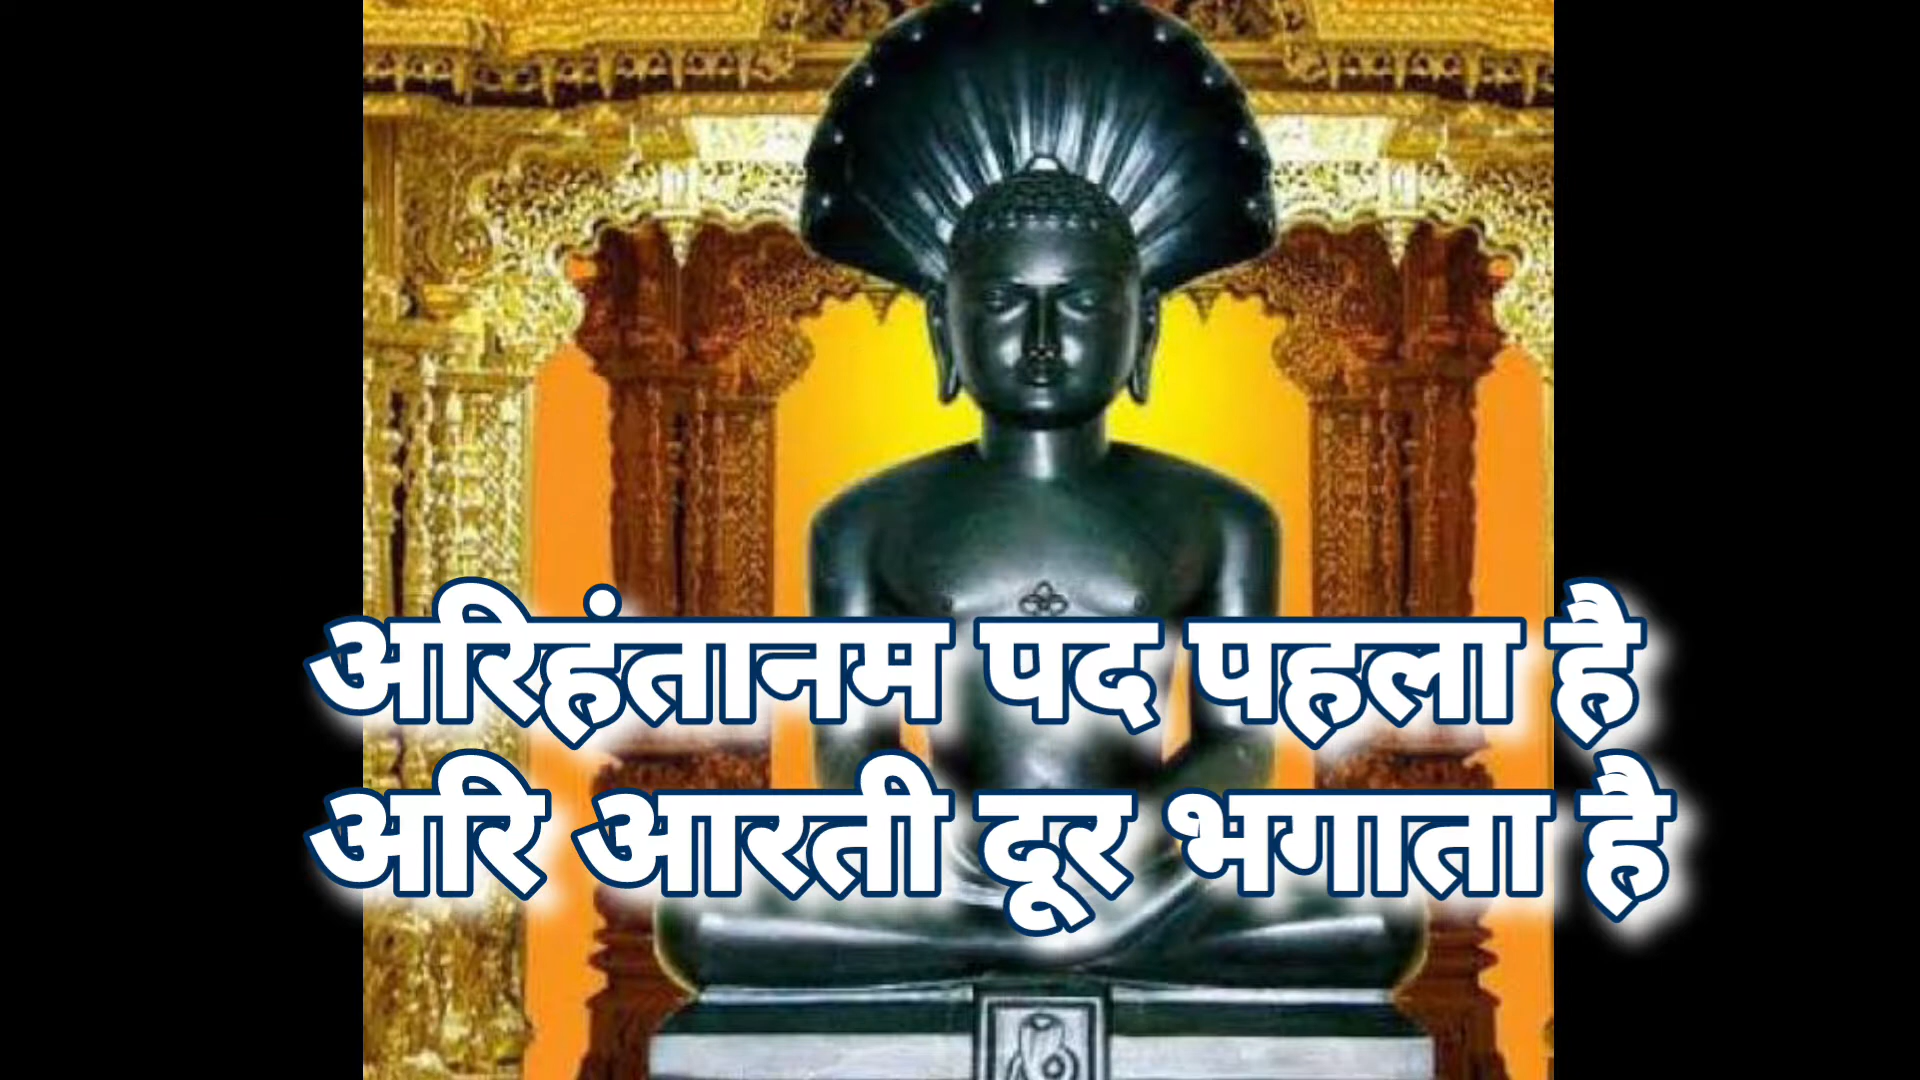 अरिहंतानम पद पहला है
अरि आरती दूर भगाता है